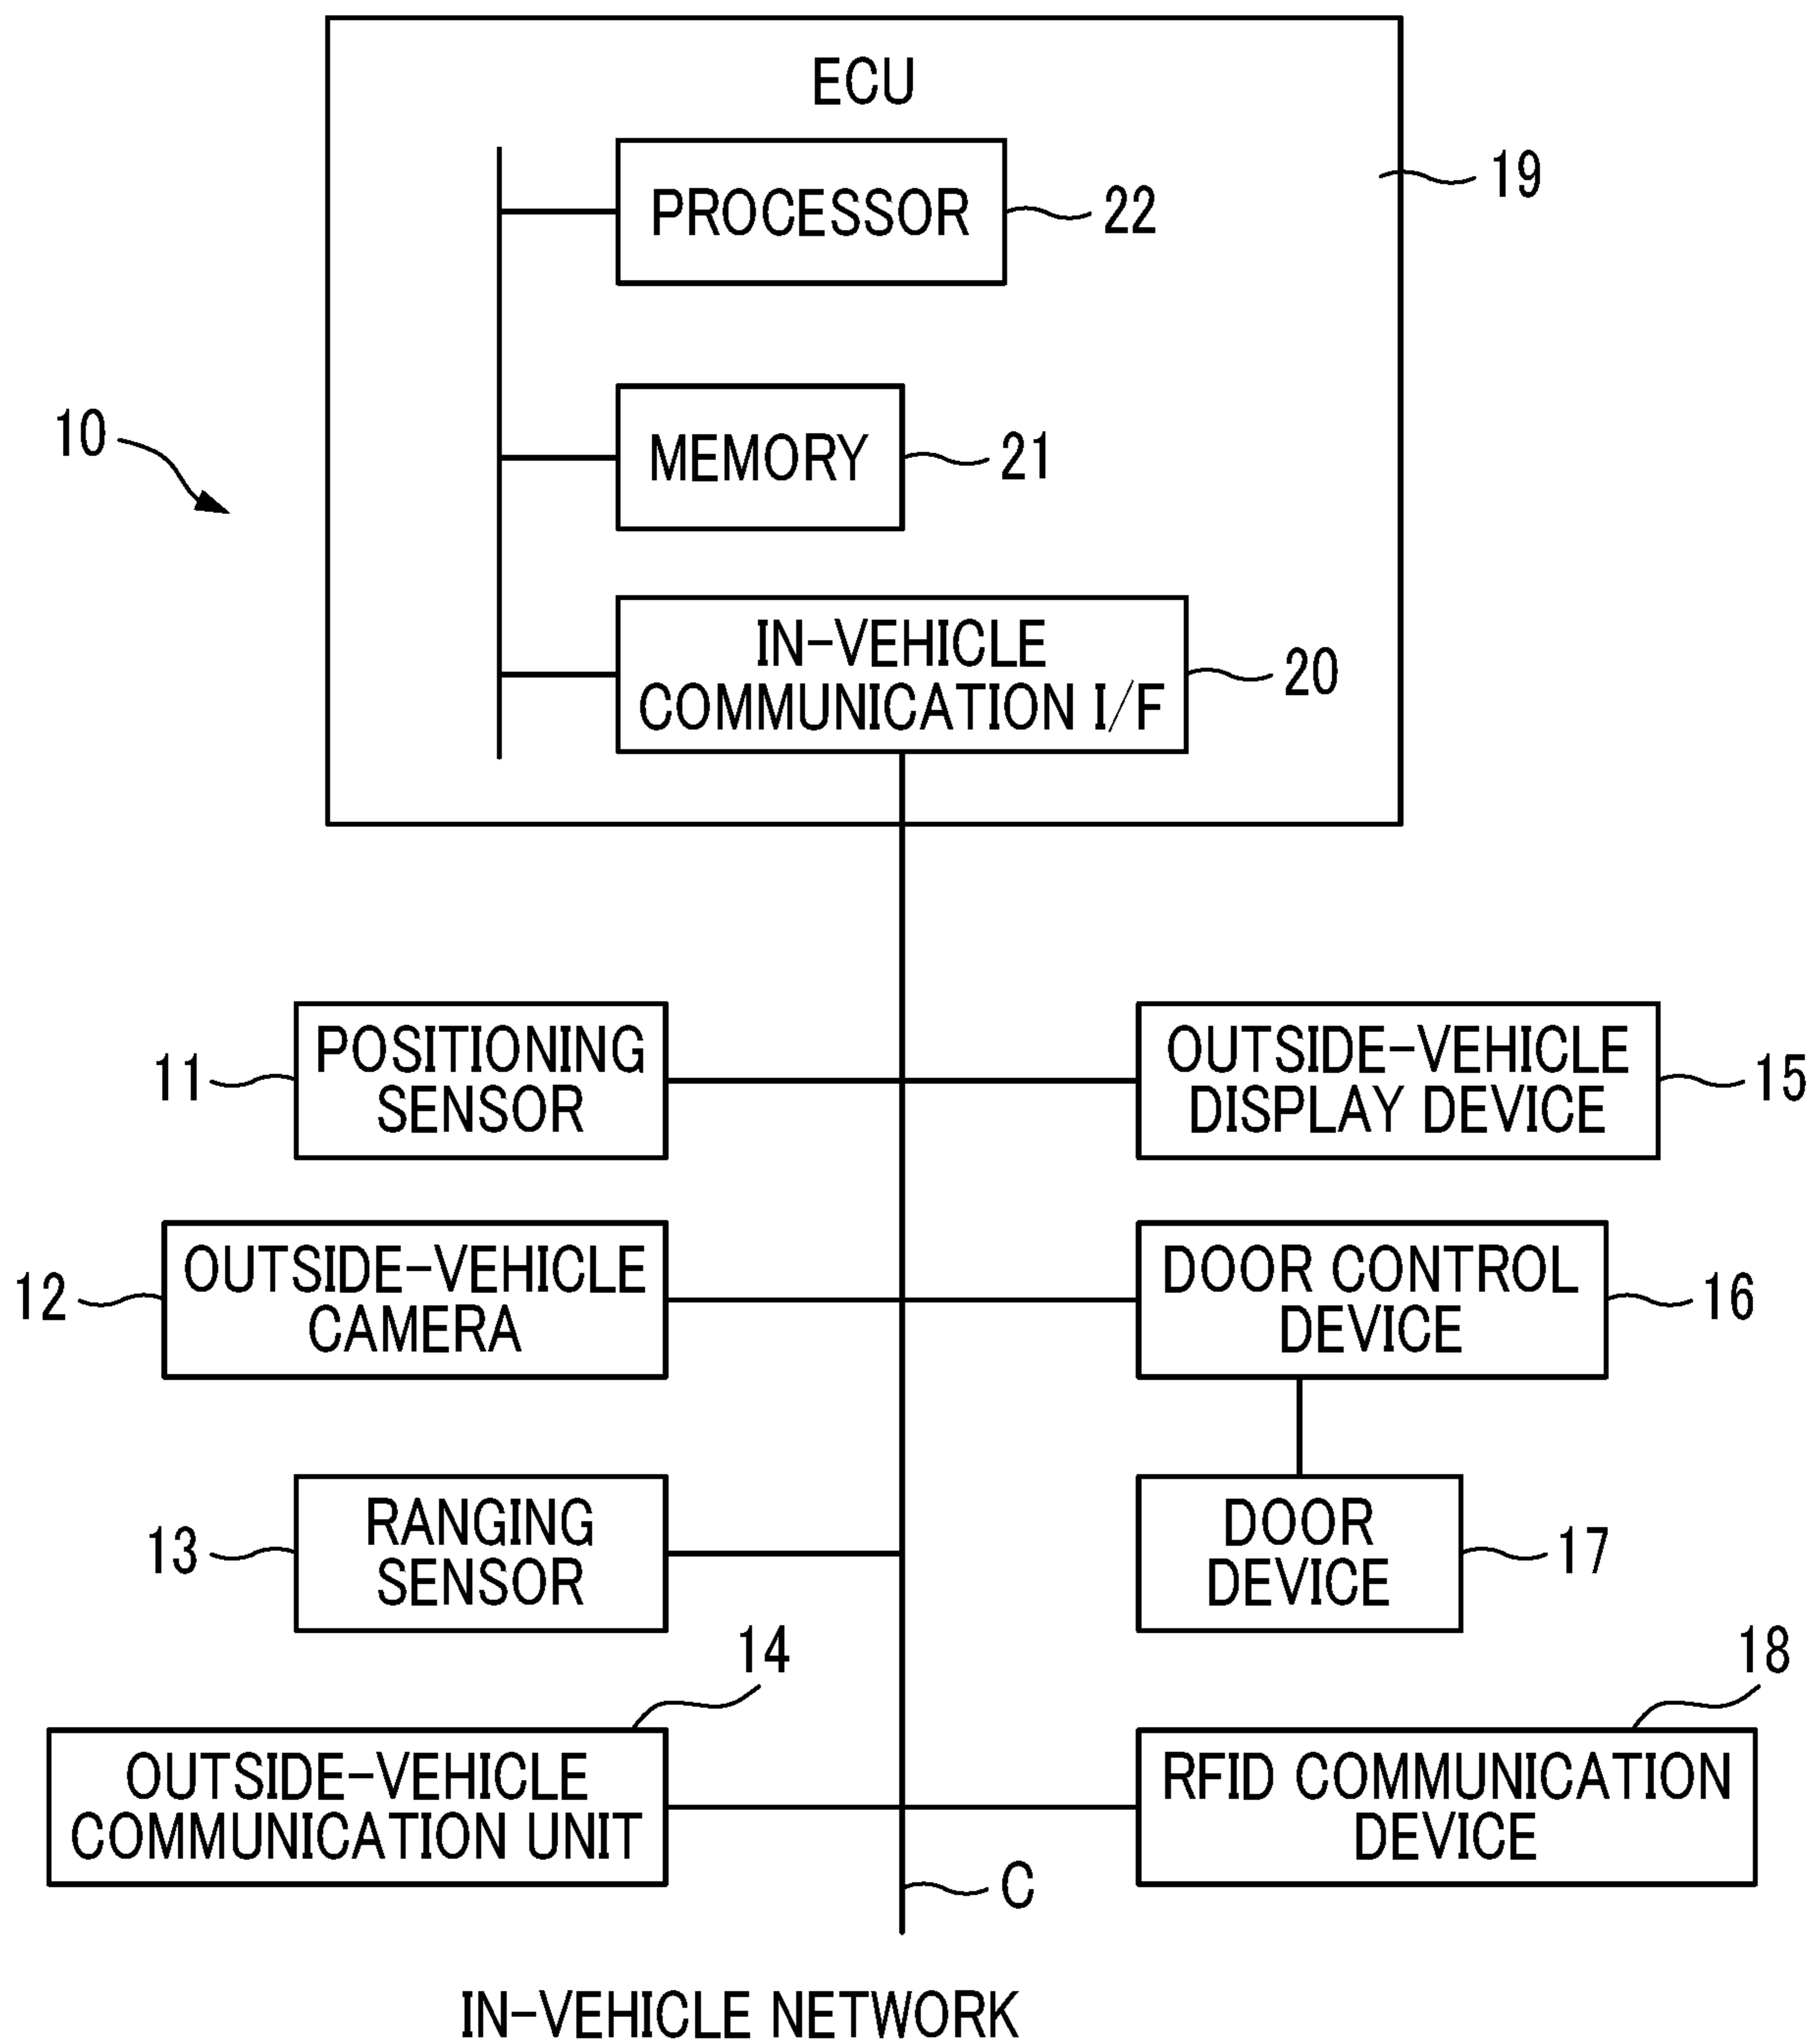 ECU
PROCESSOR
22
19
10
MEMORY
21
IN-VEHICLE
COMMUNICATION I/F
20
11
POSITIONING
SENSOR
OUTSIDE-VEHICLE
DISPLAY DEVICE
15
12
OUTSIDE-VEHICLE
CAMERA
DOOR CONTROL
DEVICE
16
13
RANGING
SENSOR
DOOR
DEVICE
17
14
18
OUTSIDE-VEHICLE
COMMUNICATION UNIT
RFID COMMUNICATION
DEVICE
C
IN-VEHICLE NETWORK